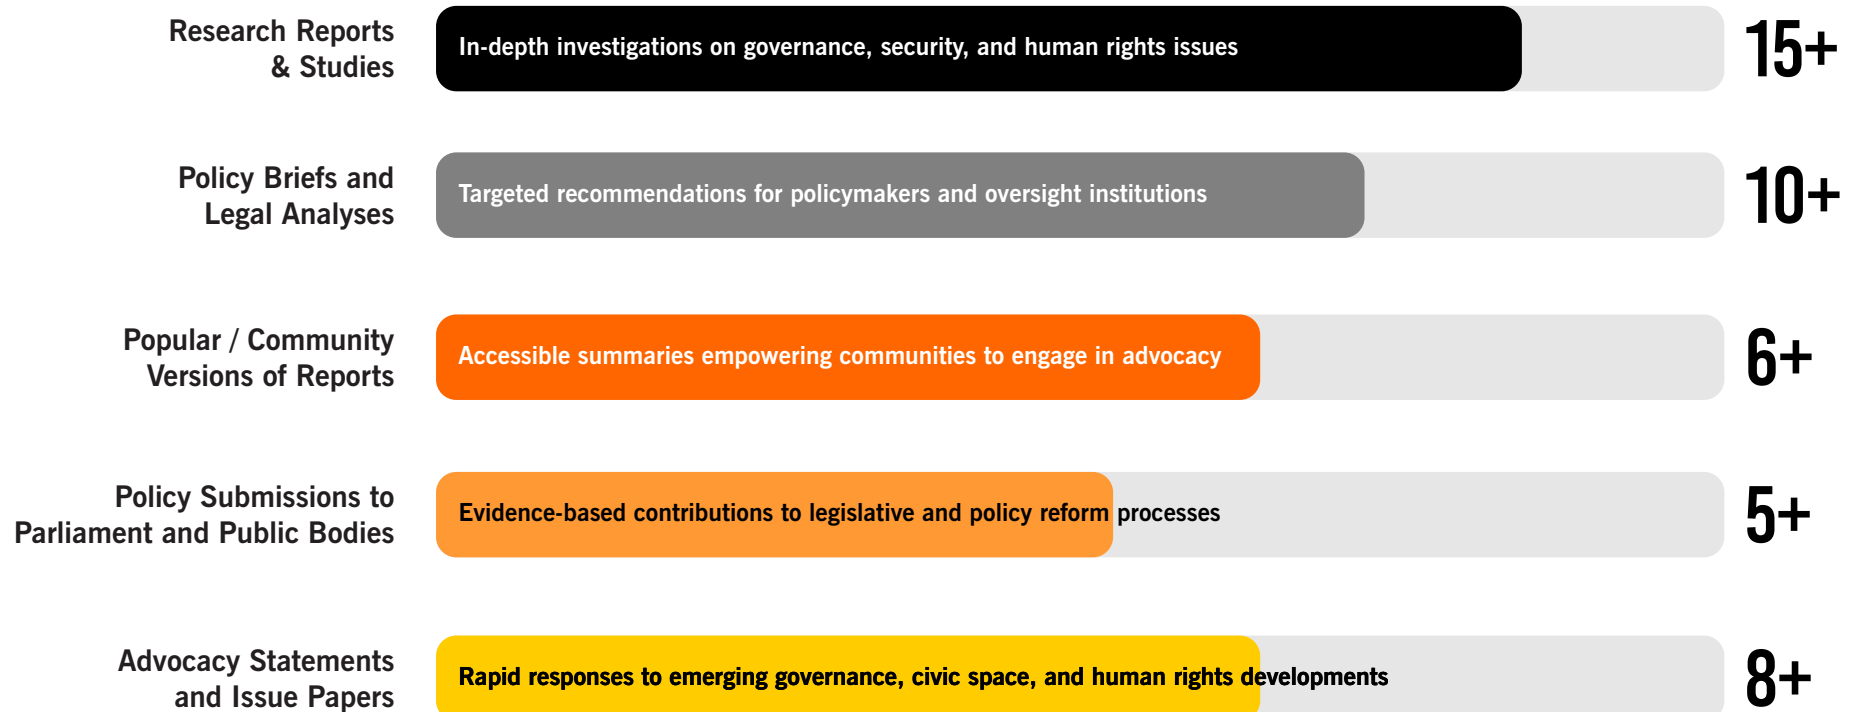 Research Reports
& Studies
In-depth investigations on governance, security, and human rights issues
15+
Policy Briefs and
Legal Analyses
Targeted recommendations for policymakers and oversight institutions
10+
Popular / Community
Versions of Reports
Accessible summaries empowering communities to engage in advocacy
6+
Policy Submissions to
Parliament and Public Bodies
Evidence-based contributions to legislative and policy reform processes
5+
Advocacy Statements
and Issue Papers
Rapid responses to emerging governance, civic space, and human rights developments
8+